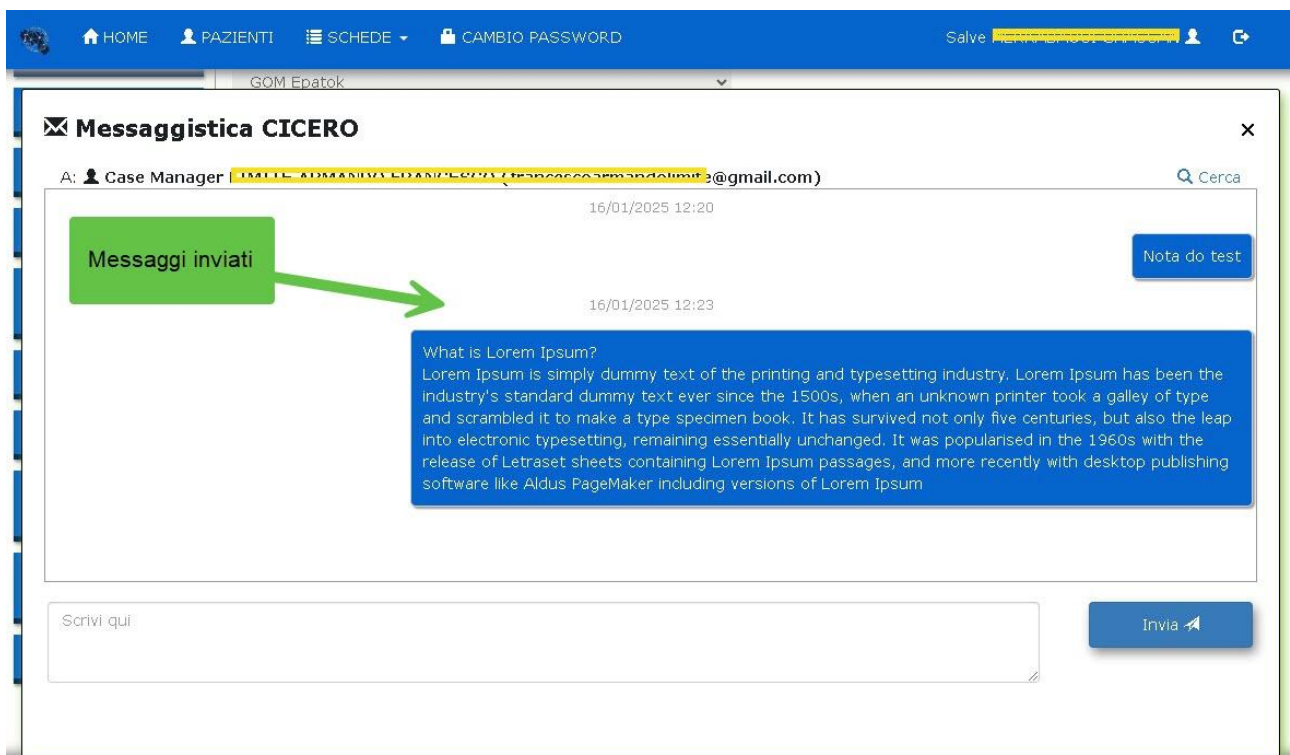 HOME PAZIENTI SCHEDE CAMBIO PASSWORD Salve
GOM Epatok
Messaggistica CICERO
A: Case Manager @gmail.com)
Cerca
16/01/2025 12:20
Messaggi inviati
Nota do test
16/01/2025 12:23
What is Lorem Ipsum?
Lorem Ipsum is simply dummy text of the printing and typesetting industry. Lorem Ipsum has been the
industry's standard dummy text ever since the 1500s, when an unknown printer took a galley of type
and scrambled it to make a type specimen book. It has survived not only five centuries, but also the leap
into electronic typesetting, remaining essentially unchanged. It was popularised in the 1960s with the
release of Letraset sheets containing Lorem Ipsum passages, and more recently with desktop publishing
software like Aldus PageMaker including versions of Lorem Ipsum
Scrivi qui
Invia